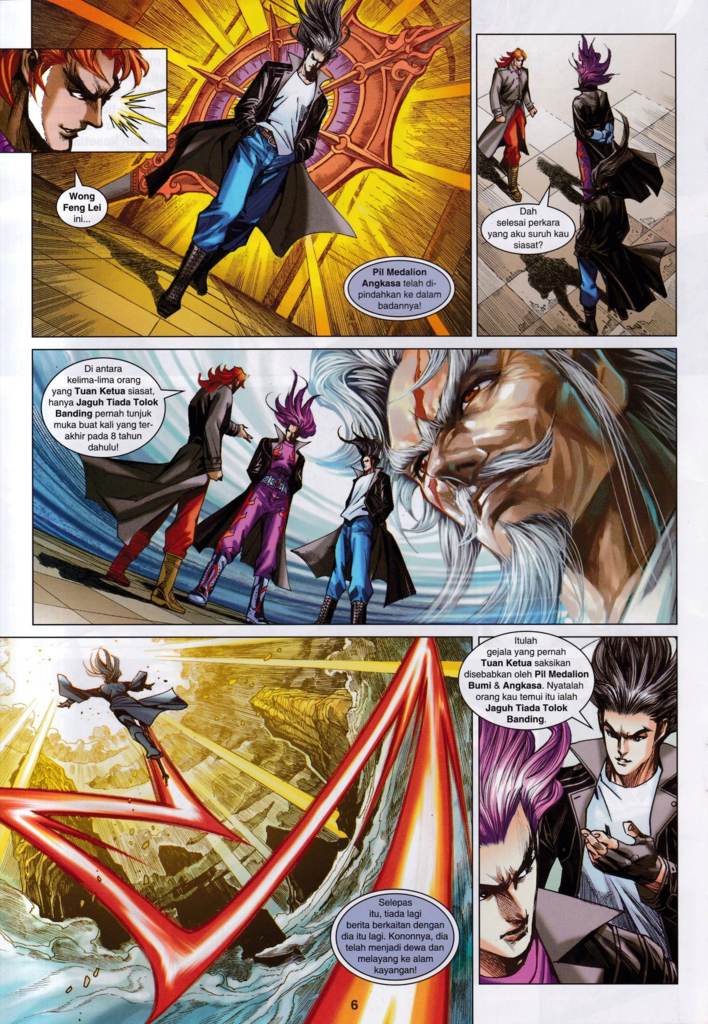 Wong
Feng Lei
ini...
Pil Medalion
Angkasa telah di-
pindahkan ke dalam
badannya!
Dah
selesai perkara
yang aku suruh kau
siasat?
Di antara
kelima-lima orang
yang Tuan Ketua siasat,
hanya Jaguh Tiada Tolok
Banding pernah tunjuk
muka buat kali yang ter-
akhir pada 8 tahun
dahulu!
Selepas
itu, tiada lagi
berita berkaitan dengan
dia itu lagi. Kononnya, dia
telah menjadi dewa dan
melayang ke alam
kayangan!
Itulah
gejala yang pernah
Tuan Ketua saksikan
disebabkan oleh Pil Medalion
Bumi & Angkasa. Nyatalah
orang kau temui itu ialah
Jaguh Tiada Tolok
Banding.
6